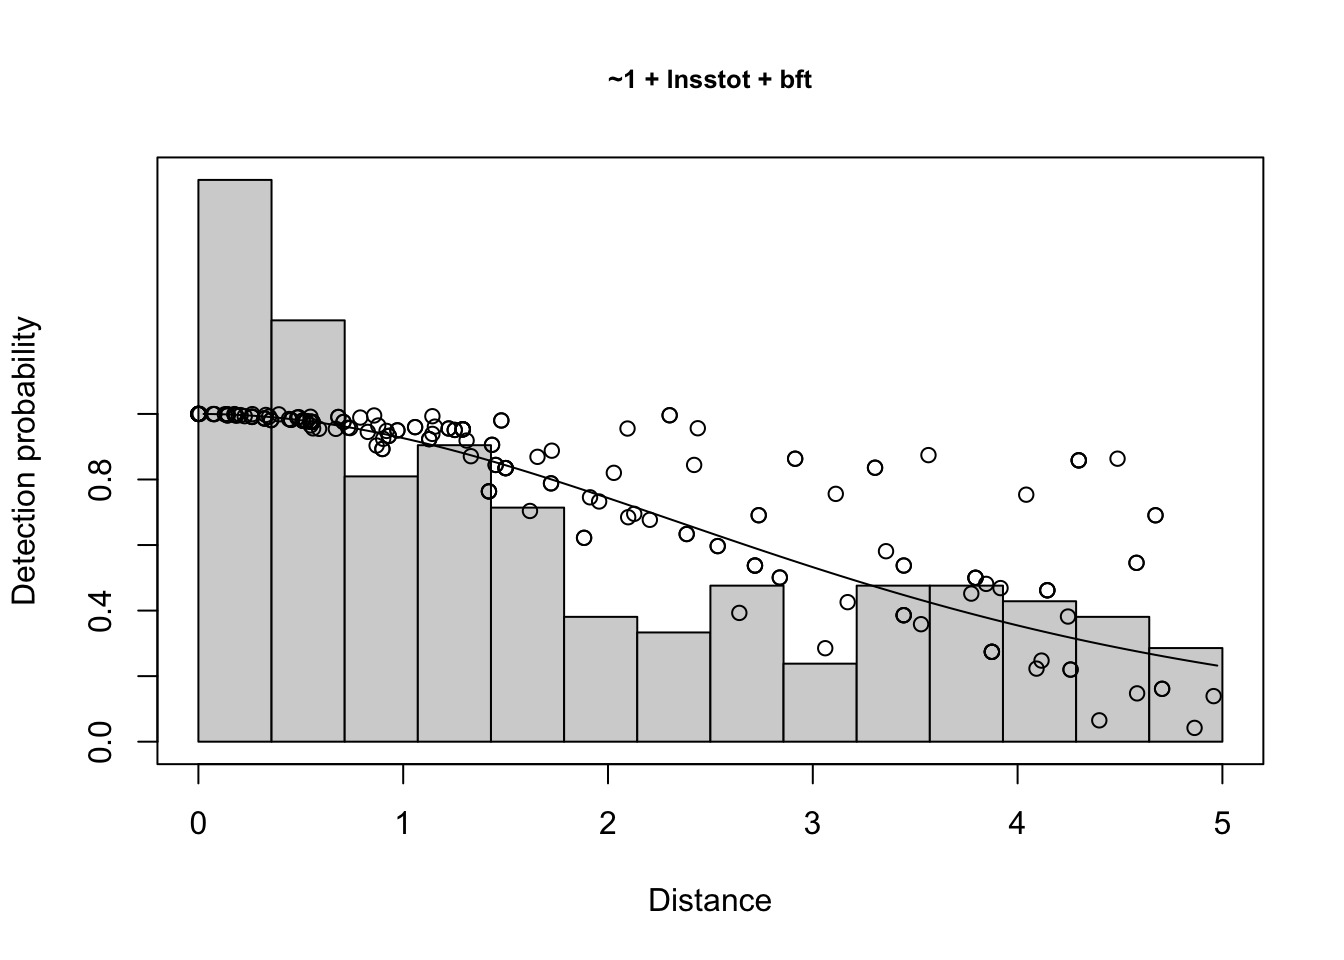 ~1 + lnsstot + bft
Detection probability
0.8
0.4
0.0
0 1 2 3 4 5
Distance